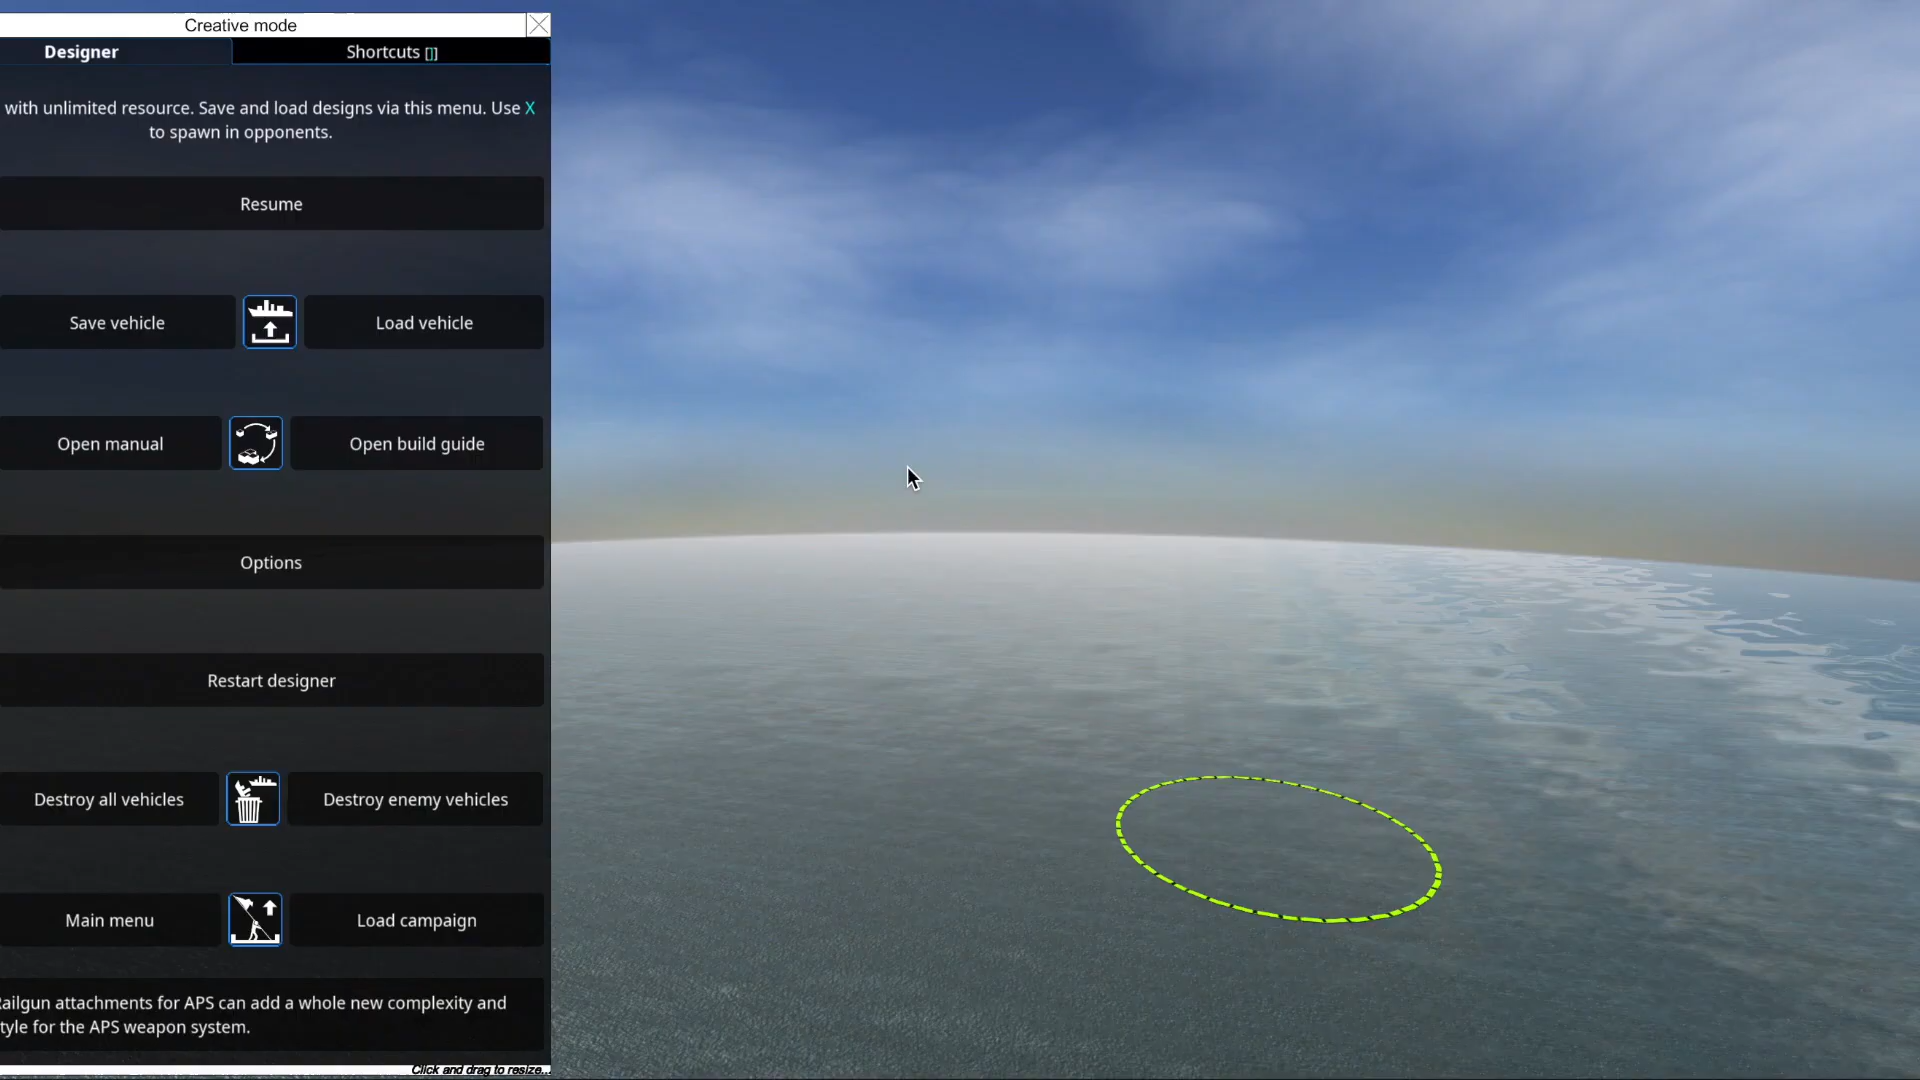 Creative mode
Designer
Shortcuts []
with unlimited resource. Save and load designs via this menu. Use X
to spawn in opponents.
Resume
Save vehicle
Load vehicle
Open manual
Open build guide
Options
Restart designer
Destroy all vehicles
Destroy enemy vehicles
Main menu
Load campaign
ailgun attachments for APS can add a whole new complexity and
tyle for the APS weapon system.
Click and drag to resize...